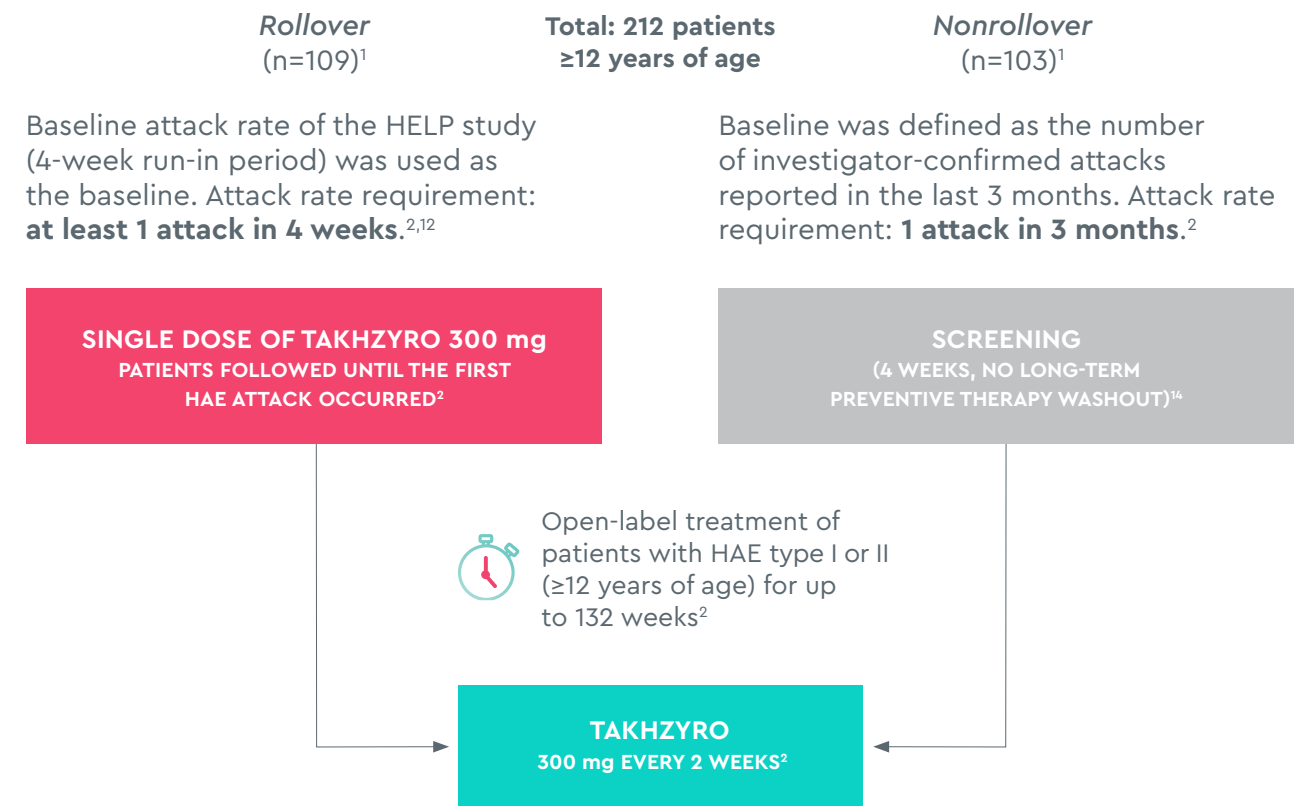 Rollover
(n=109)1
Total: 212 patients
≥12 years of age
Nonrollover
(n=103)1
Baseline attack rate of the HELP study
(4-week run-in period) was used as
the baseline. Attack rate requirement:
at least 1 attack in 4 weeks.2,12
Baseline was defined as the number
of investigator-confirmed attacks
reported in the last 3 months. Attack rate
requirement: 1 attack in 3 months.2
SINGLE DOSE OF TAKHZYRO 300 mg
PATIENTS FOLLOWED UNTIL THE FIRST
HAE ATTACK OCCURRED2
SCREENING
(4 WEEKS, NO LONG-TERM
PREVENTIVE THERAPY WASHOUT)14
Open-label treatment of
patients with HAE type I or II
(≥12 years of age) for up
to 132 weeks2
TAKHZYRO
300 mg EVERY 2 WEEKS2